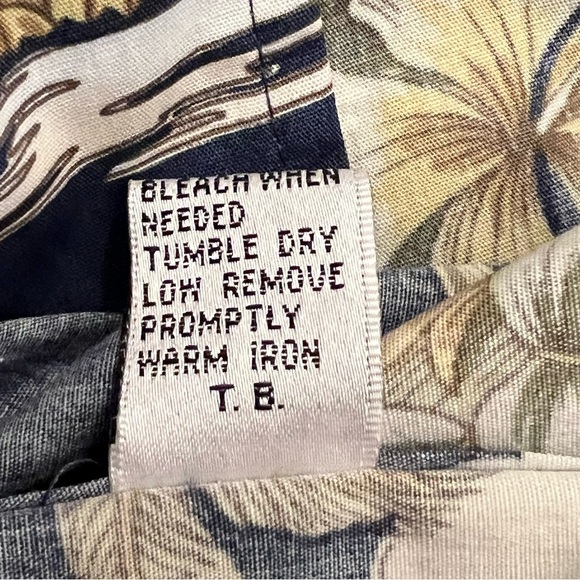 BLEACH WHEN
NEEDED
TUMBLE DRY
LOW REMOVE
PROMPTLY
WARM IRON
T. B.